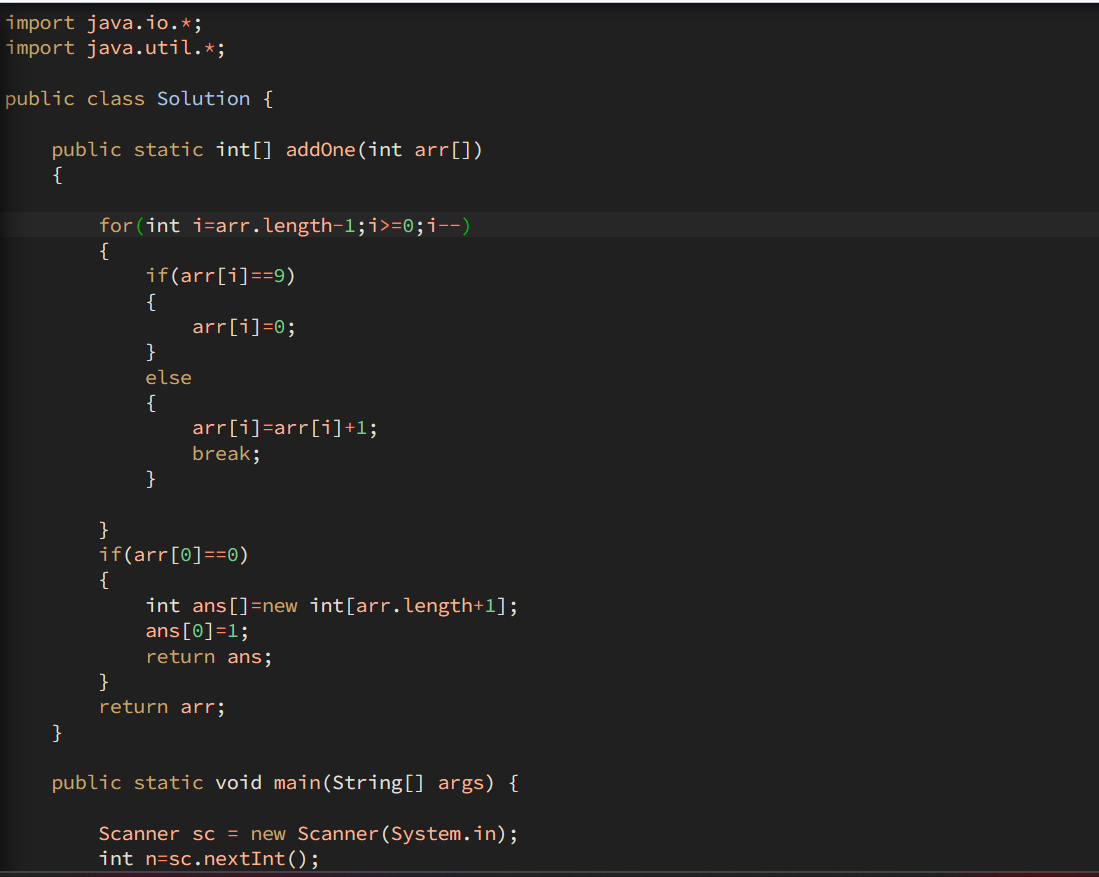 import java.io.*;
import java.util.*;
public class Solution {
public static int[] addOne(int arr[])
{
for(int i=arr.length-1;i>=0;i--)
{
if(arr[i]==9)
{
arr[i]=0;
}
else
{
arr[i]=arr[i]+1;
break;
}
}
if(arr[0]==0)
{
int ans[]=new int[arr.length+1];
ans[0]=1;
return ans;
}
return arr;
}
public static void main(String[] args) {
Scanner sc = new Scanner(System.in);
int n=sc.nextInt();